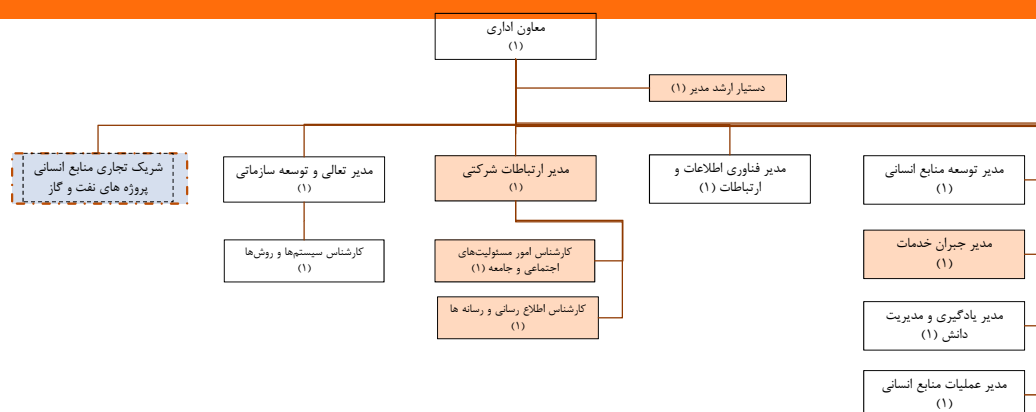 معاون اداری
(۱)
دستیار ارشد مدیر (۱)
مدیر توسعه منابع انسانی
(۱)
مدیر فناوری اطلاعات و
ارتباطات (۱)
مدیر ارتباطات شرکتی
(۱)
مدیر تعالی و توسعه سازماتی
(۱)
شریک تجاری منابع انسانی
پروژه های نفت و گاز
مدیر جبران خدمات
(۱)
کارشناس امور مسئولیت‌های
اجتماعی و جامعه (۱)
کارشناس سیستم‌ها و روش‌ها
(۱)
کارشناس اطلاع رسانی و رسانه ها
(۱)
مدیر یادگیری و مدیریت
دانش (۱)
مدیر عملیات منابع انسانی
(۱)